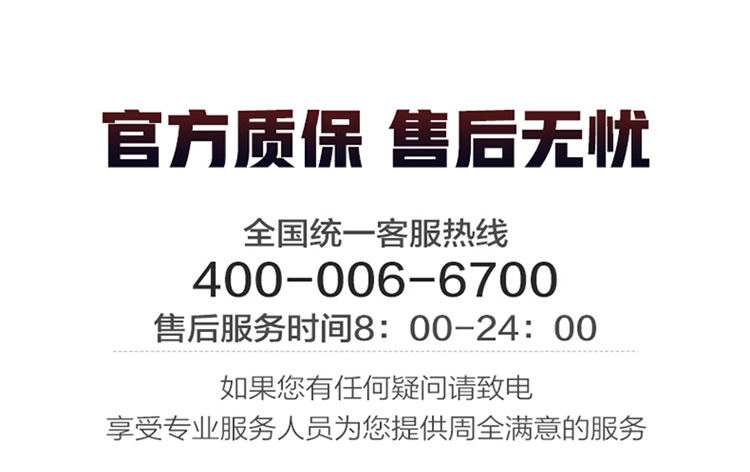 官方质保 售后无忧
全国统一客服热线
400-006-6700
售后服务时间8：00-24：00
如果您有任何疑问请致电
享受专业服务人员为您提供周全满意的服务